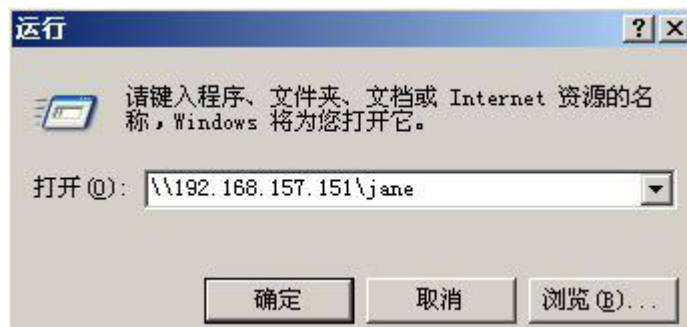 运行
请键入程序、文件夹、文档或 Internet 资源的名
称，Windows 将为您打开它。
打开(O): \\192.168.157.151\jane
确定 取消 浏览(B)...